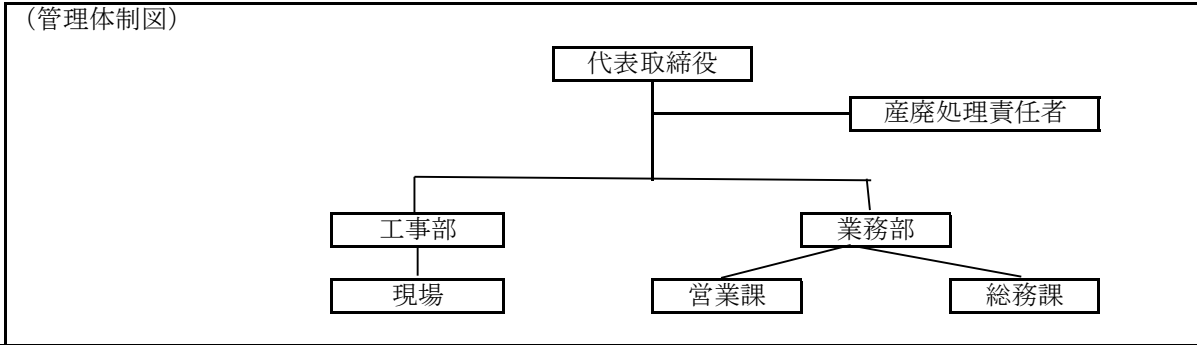 （管理体制図）
代表取締役
産廃処理責任者
工事部
業務部
現場
営業課
総務課